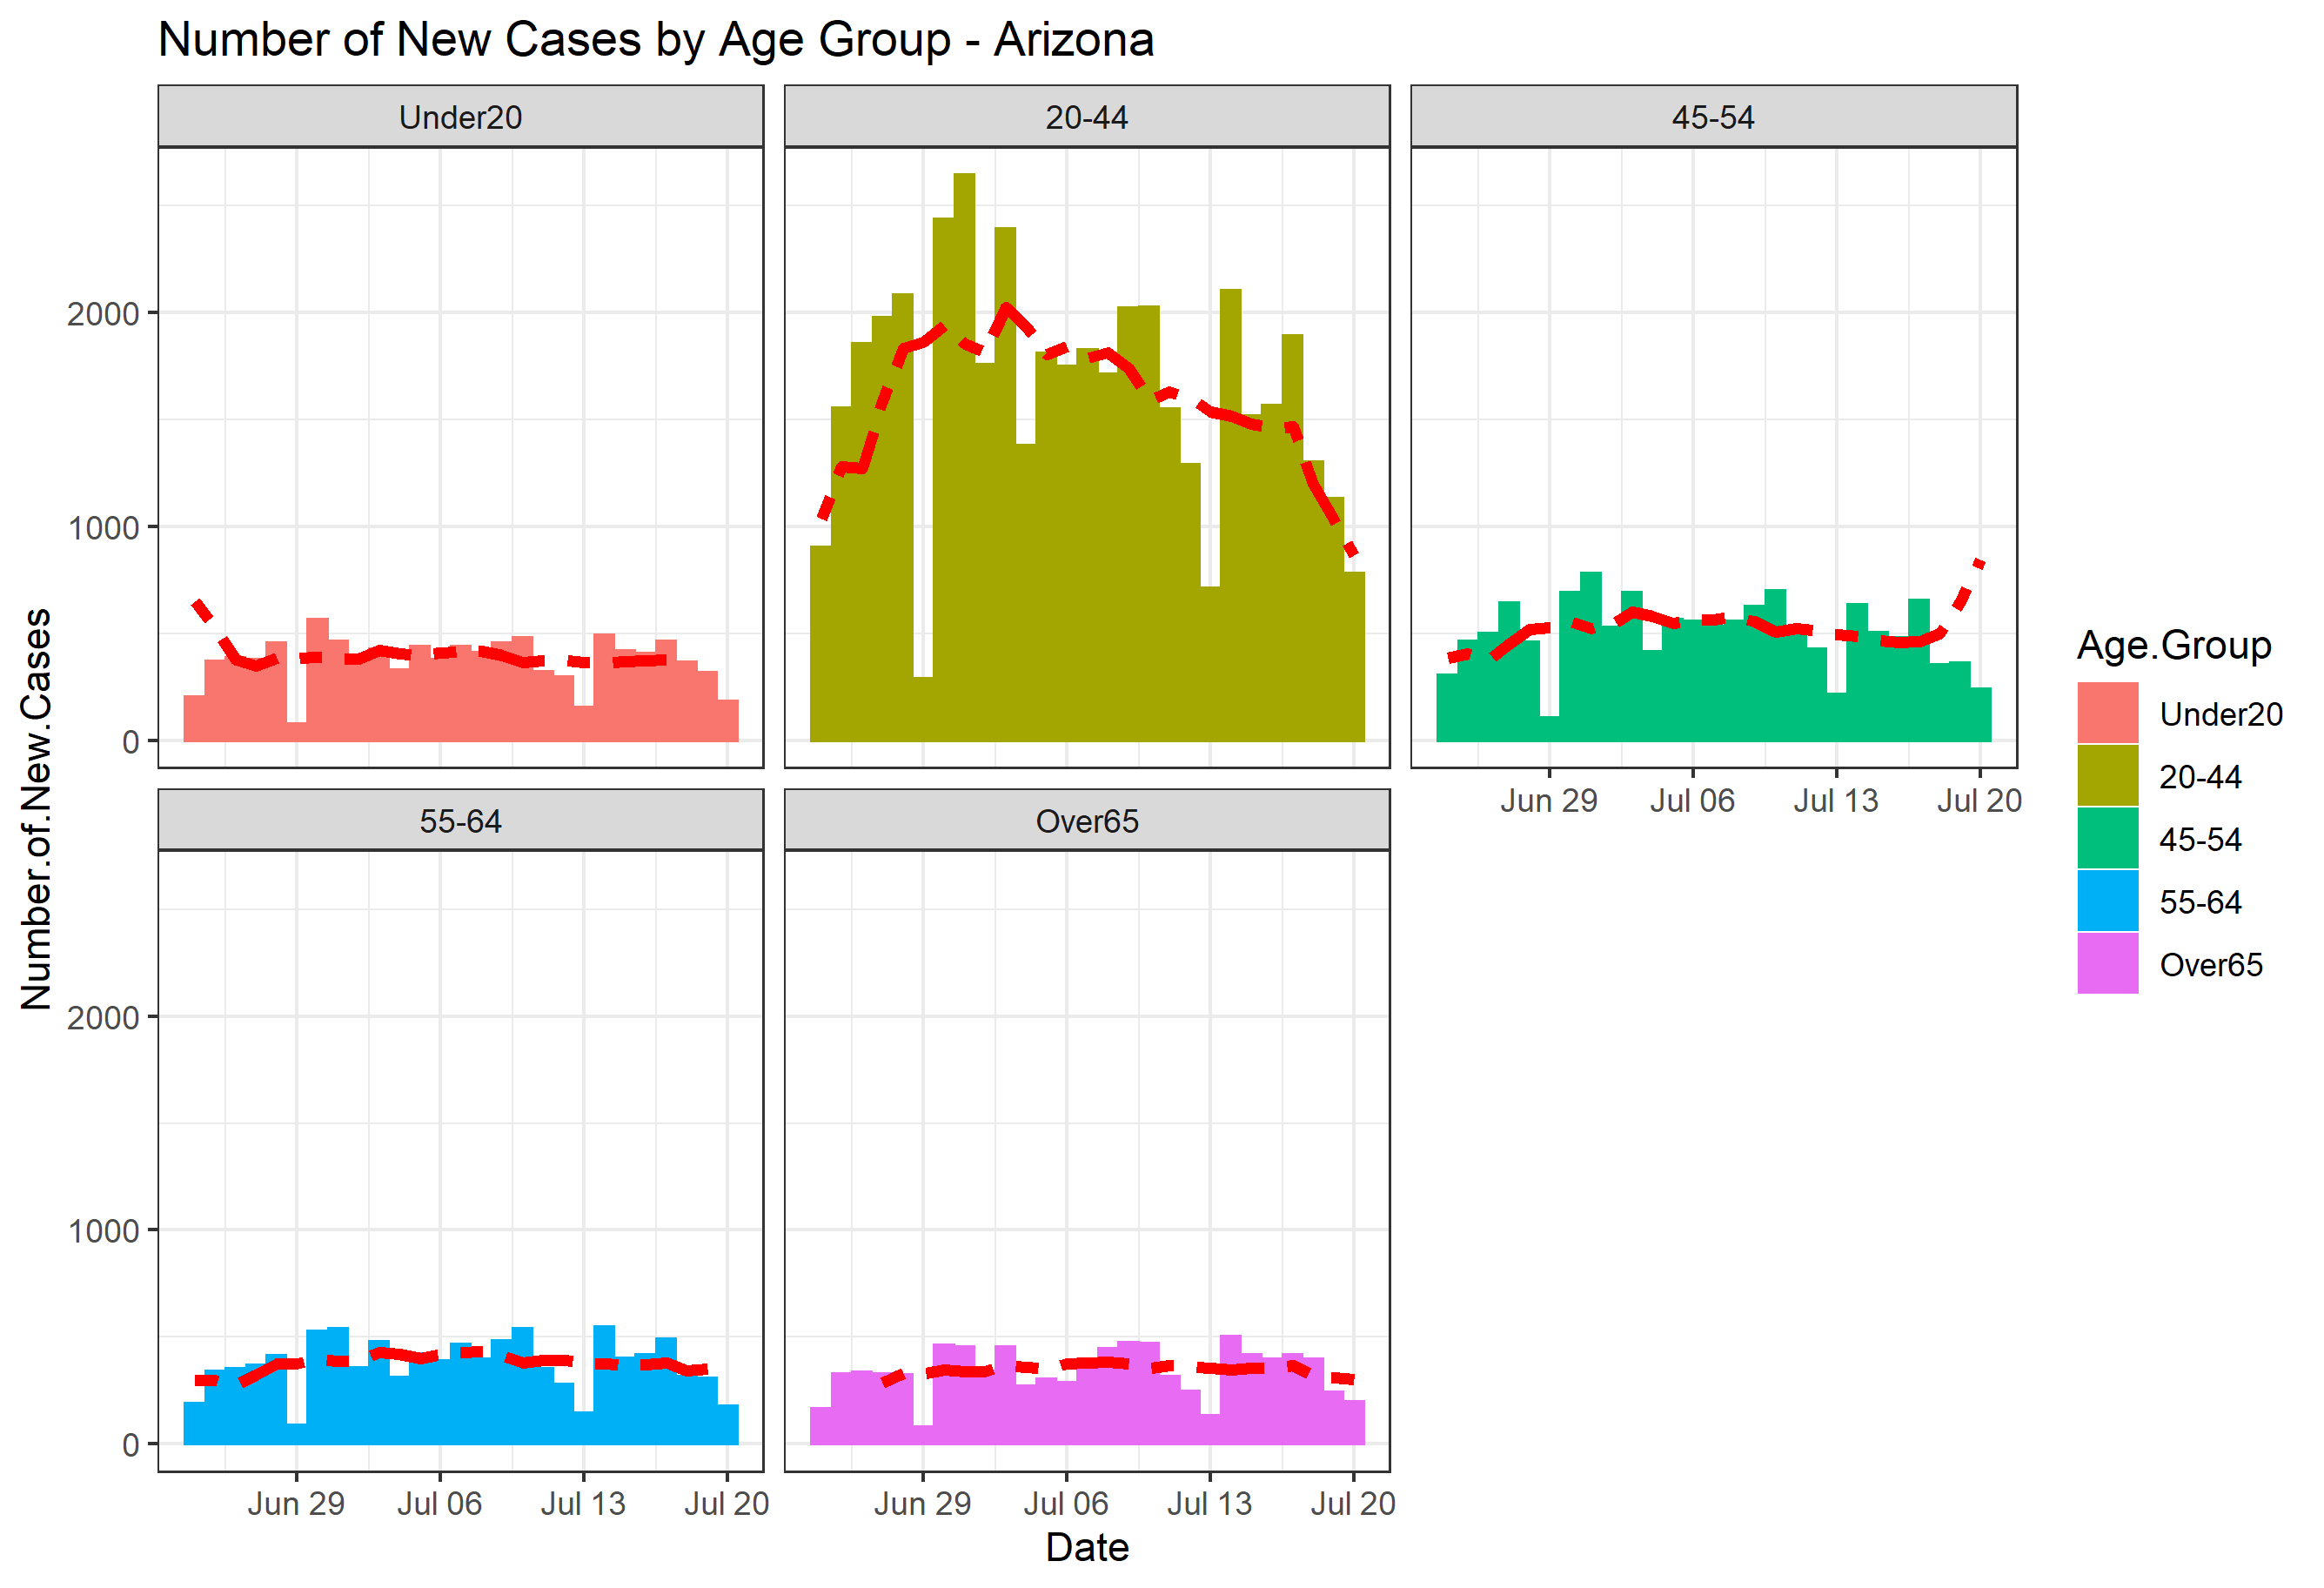 Number of New Cases by Age Group - Arizona
Under20
20-44
45-54
2000
1000
0
Jun 29
Jul 06
Jul 13
Jul 20
55-64
Over65
2000
1000
0
Jun 29
Jul 06
Jul 13
Jul 20
Jun 29
Jul 06
Jul 13
Jul 20
Number.of.New.Cases
Date
Age.Group
Under20
20-44
45-54
55-64
Over65